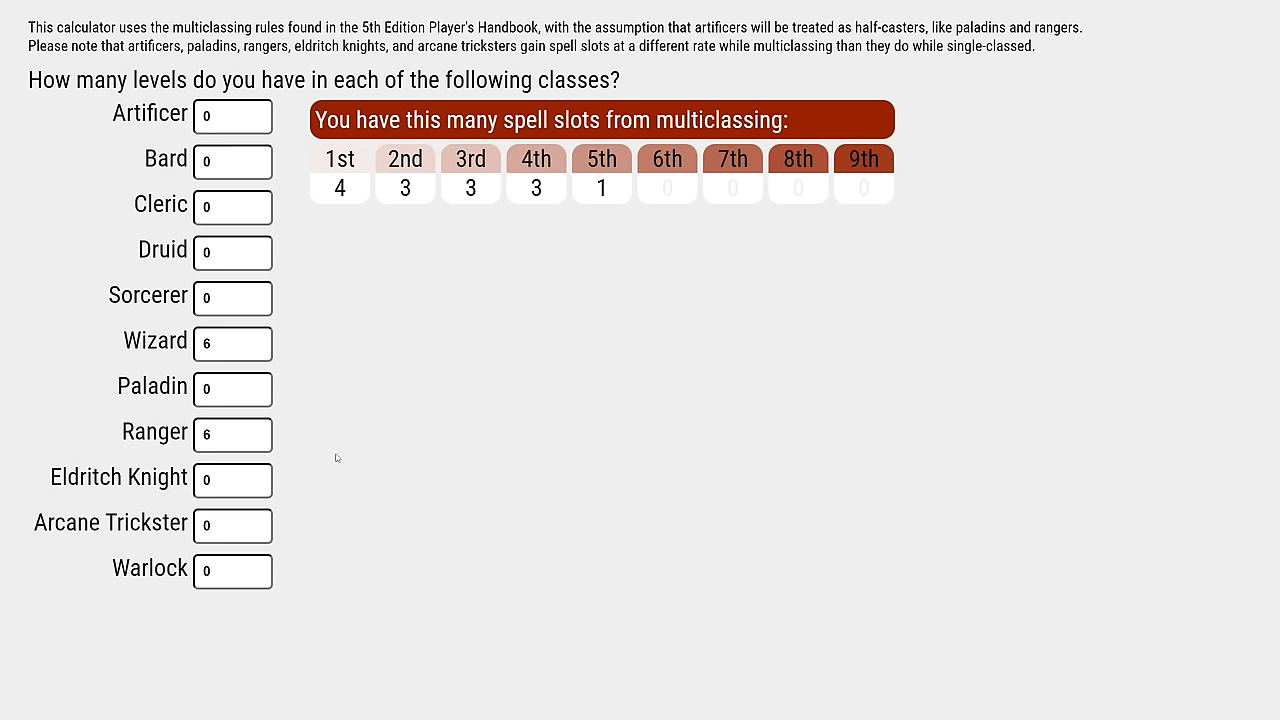 This calculator uses the multiclassing rules found in the 5th Edition Player's Handbook, with the assumption that artificers will be treated as half-casters, like paladins and rangers.
Please note that artificers, paladins, rangers, eldritch knights, and arcane tricksters gain spell slots at a different rate while multiclassing than they do while single-classed.
How many levels do you have in each of the following classes?
Artificer 0
Bard 0
Cleric 0
Druid 0
Sorcerer 0
Wizard 6
Paladin 0
Ranger 6
Eldritch Knight 0
Arcane Trickster 0
Warlock 0
You have this many spell slots from multiclassing:
1st 2nd 3rd 4th 5th 6th 7th 8th 9th
4 3 3 3 1 0 0 0 0